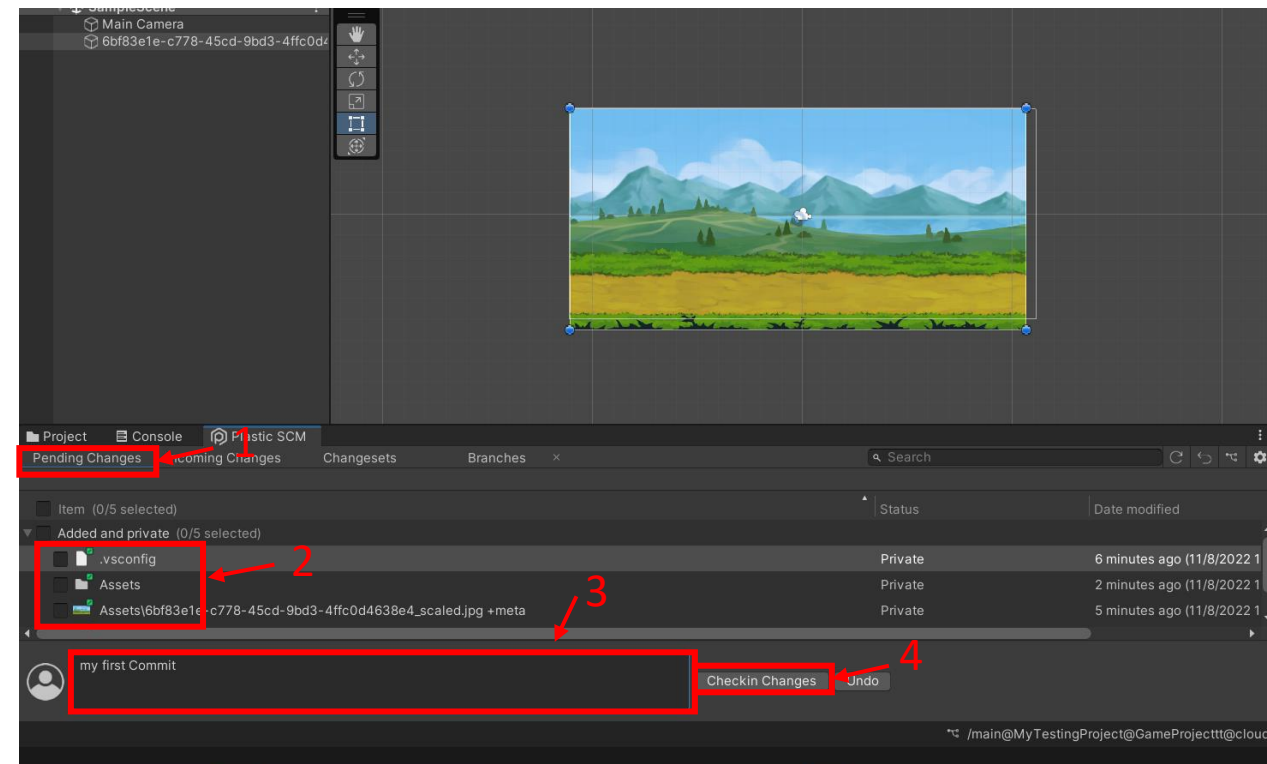 SampleScene
Main Camera
6bf83e1e-c778-45cd-9bd3-4ffc0d4
Project Console Plastic SCM
1
Pending Changes Incoming Changes Changesets Branches × Search
Item (0/5 selected) Status Date modified
Added and private (0/5 selected)
.vsconfig Private 6 minutes ago (11/8/2022 1
2
Assets Private 2 minutes ago (11/8/2022 1
3
Assets\6bf83e1e-c778-45cd-9bd3-4ffc0d4638e4_scaled.jpg +meta Private 5 minutes ago (11/8/2022 1
my first Commit
4
Checkin Changes Undo
/main@MyTestingProject@GameProjecttt@cloud